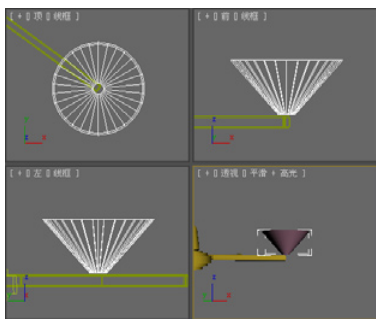 [ + 0 顶 0 线框 ]
[ + 0 前 0 线框 ]
[ + 0 左 0 线框 ]
[ + 0 透视 0 平滑 + 高光 ]